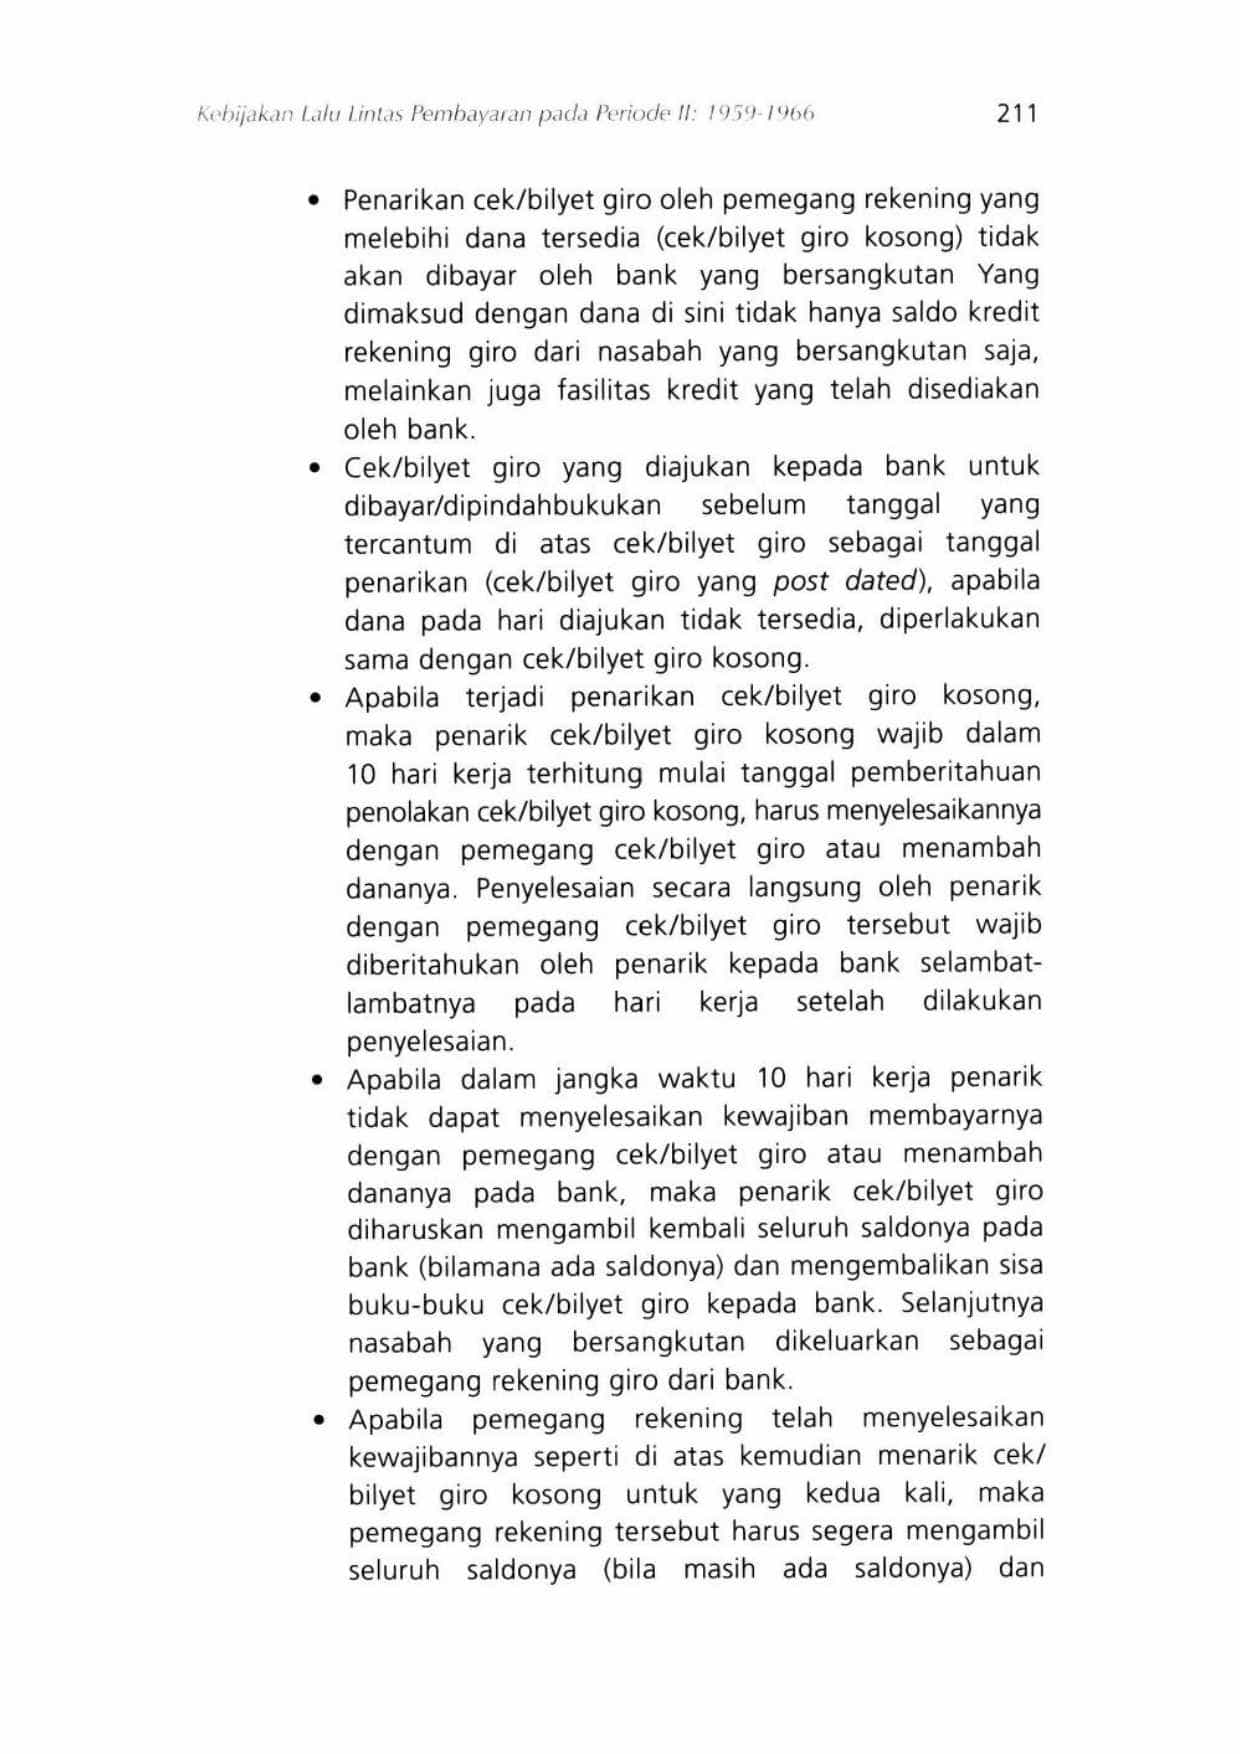 Kebijakan Lalu Lintas Pembayaran pada Periode II: 1959-1966 211
• Penarikan cek/bilyet giro oleh pemegang rekening yang
melebihi dana tersedia (cek/bilyet giro kosong) tidak
akan dibayar oleh bank yang bersangkutan Yang
dimaksud dengan dana di sini tidak hanya saldo kredit
rekening giro dari nasabah yang bersangkutan saja,
melainkan juga fasilitas kredit yang telah disediakan
oleh bank.
• Cek/bilyet giro yang diajukan kepada bank untuk
dibayar/dipindahbukukan sebelum tanggal yang
tercantum di atas cek/bilyet giro sebagai tanggal
penarikan (cek/bilyet giro yang post dated), apabila
dana pada hari diajukan tidak tersedia, diperlakukan
sama dengan cek/bilyet giro kosong.
• Apabila terjadi penarikan cek/bilyet giro kosong,
maka penarik cek/bilyet giro kosong wajib dalam
10 hari kerja terhitung mulai tanggal pemberitahuan
penolakan cek/bilyet giro kosong, harus menyelesaikannya
dengan pemegang cek/bilyet giro atau menambah
dananya. Penyelesaian secara langsung oleh penarik
dengan pemegang cek/bilyet giro tersebut wajib
diberitahukan oleh penarik kepada bank selambat-
lambatnya pada hari kerja setelah dilakukan
penyelesaian.
• Apabila dalam jangka waktu 10 hari kerja penarik
tidak dapat menyelesaikan kewajiban membayarnya
dengan pemegang cek/bilyet giro atau menambah
dananya pada bank, maka penarik cek/bilyet giro
diharuskan mengambil kembali seluruh saldonya pada
bank (bilamana ada saldonya) dan mengembalikan sisa
buku-buku cek/bilyet giro kepada bank. Selanjutnya
nasabah yang bersangkutan dikeluarkan sebagai
pemegang rekening giro dari bank.
• Apabila pemegang rekening telah menyelesaikan
kewajibannya seperti di atas kemudian menarik cek/
bilyet giro kosong untuk yang kedua kali, maka
pemegang rekening tersebut harus segera mengambil
seluruh saldonya (bila masih ada saldonya) dan